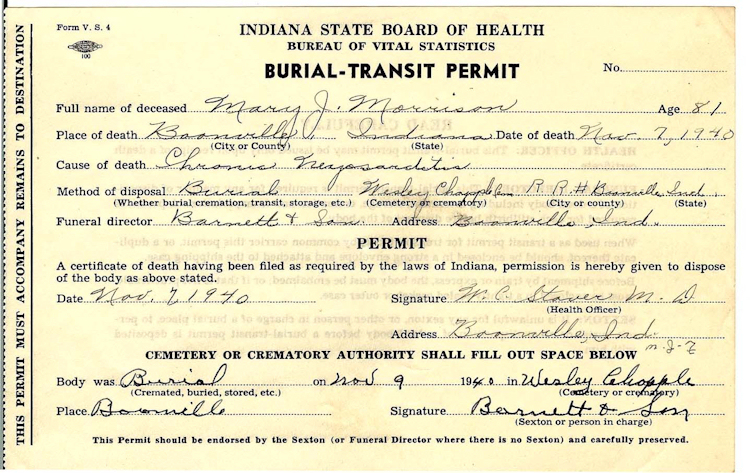 Form V. S. 4
100
INDIANA STATE BOARD OF HEALTH
BUREAU OF VITAL STATISTICS
BURIAL-TRANSIT PERMIT
No.
Full name of deceased Mary J. Morrison Age 81
Place of death Boonville, Indiana Date of death Nov. 7, 1940
(City or County) (State)
Cause of death Chronic
Method of disposal Burial Wesley Chapple R. R. # Boonville Ind.
(Whether burial, cremation, transit, storage, etc.) (Cemetery or crematory) (City or county) (State)
Funeral director Barnett & Son Address Boonville, Ind.
PERMIT
A certificate of death having been filed as required by the laws of Indiana, permission is hereby given to dispose
of the body as above stated.
Date Nov. 7, 1940 Signature W. P. Stover M. D.
(Health Officer)
Address Boonville, Ind.
CEMETERY OR CREMATORY AUTHORITY SHALL FILL OUT SPACE BELOW
Body was Burial on Nov 9 1940 in Wesley Chopple
(Cremated, buried, stored, etc.) (Cemetery or crematory)
Place Boonville Signature Barnett & Son
(Sexton or person in charge)
This Permit should be endorsed by the Sexton (or Funeral Director where there is no Sexton) and carefully preserved.
THIS PERMIT MUST ACCOMPANY REMAINS TO DESTINATION